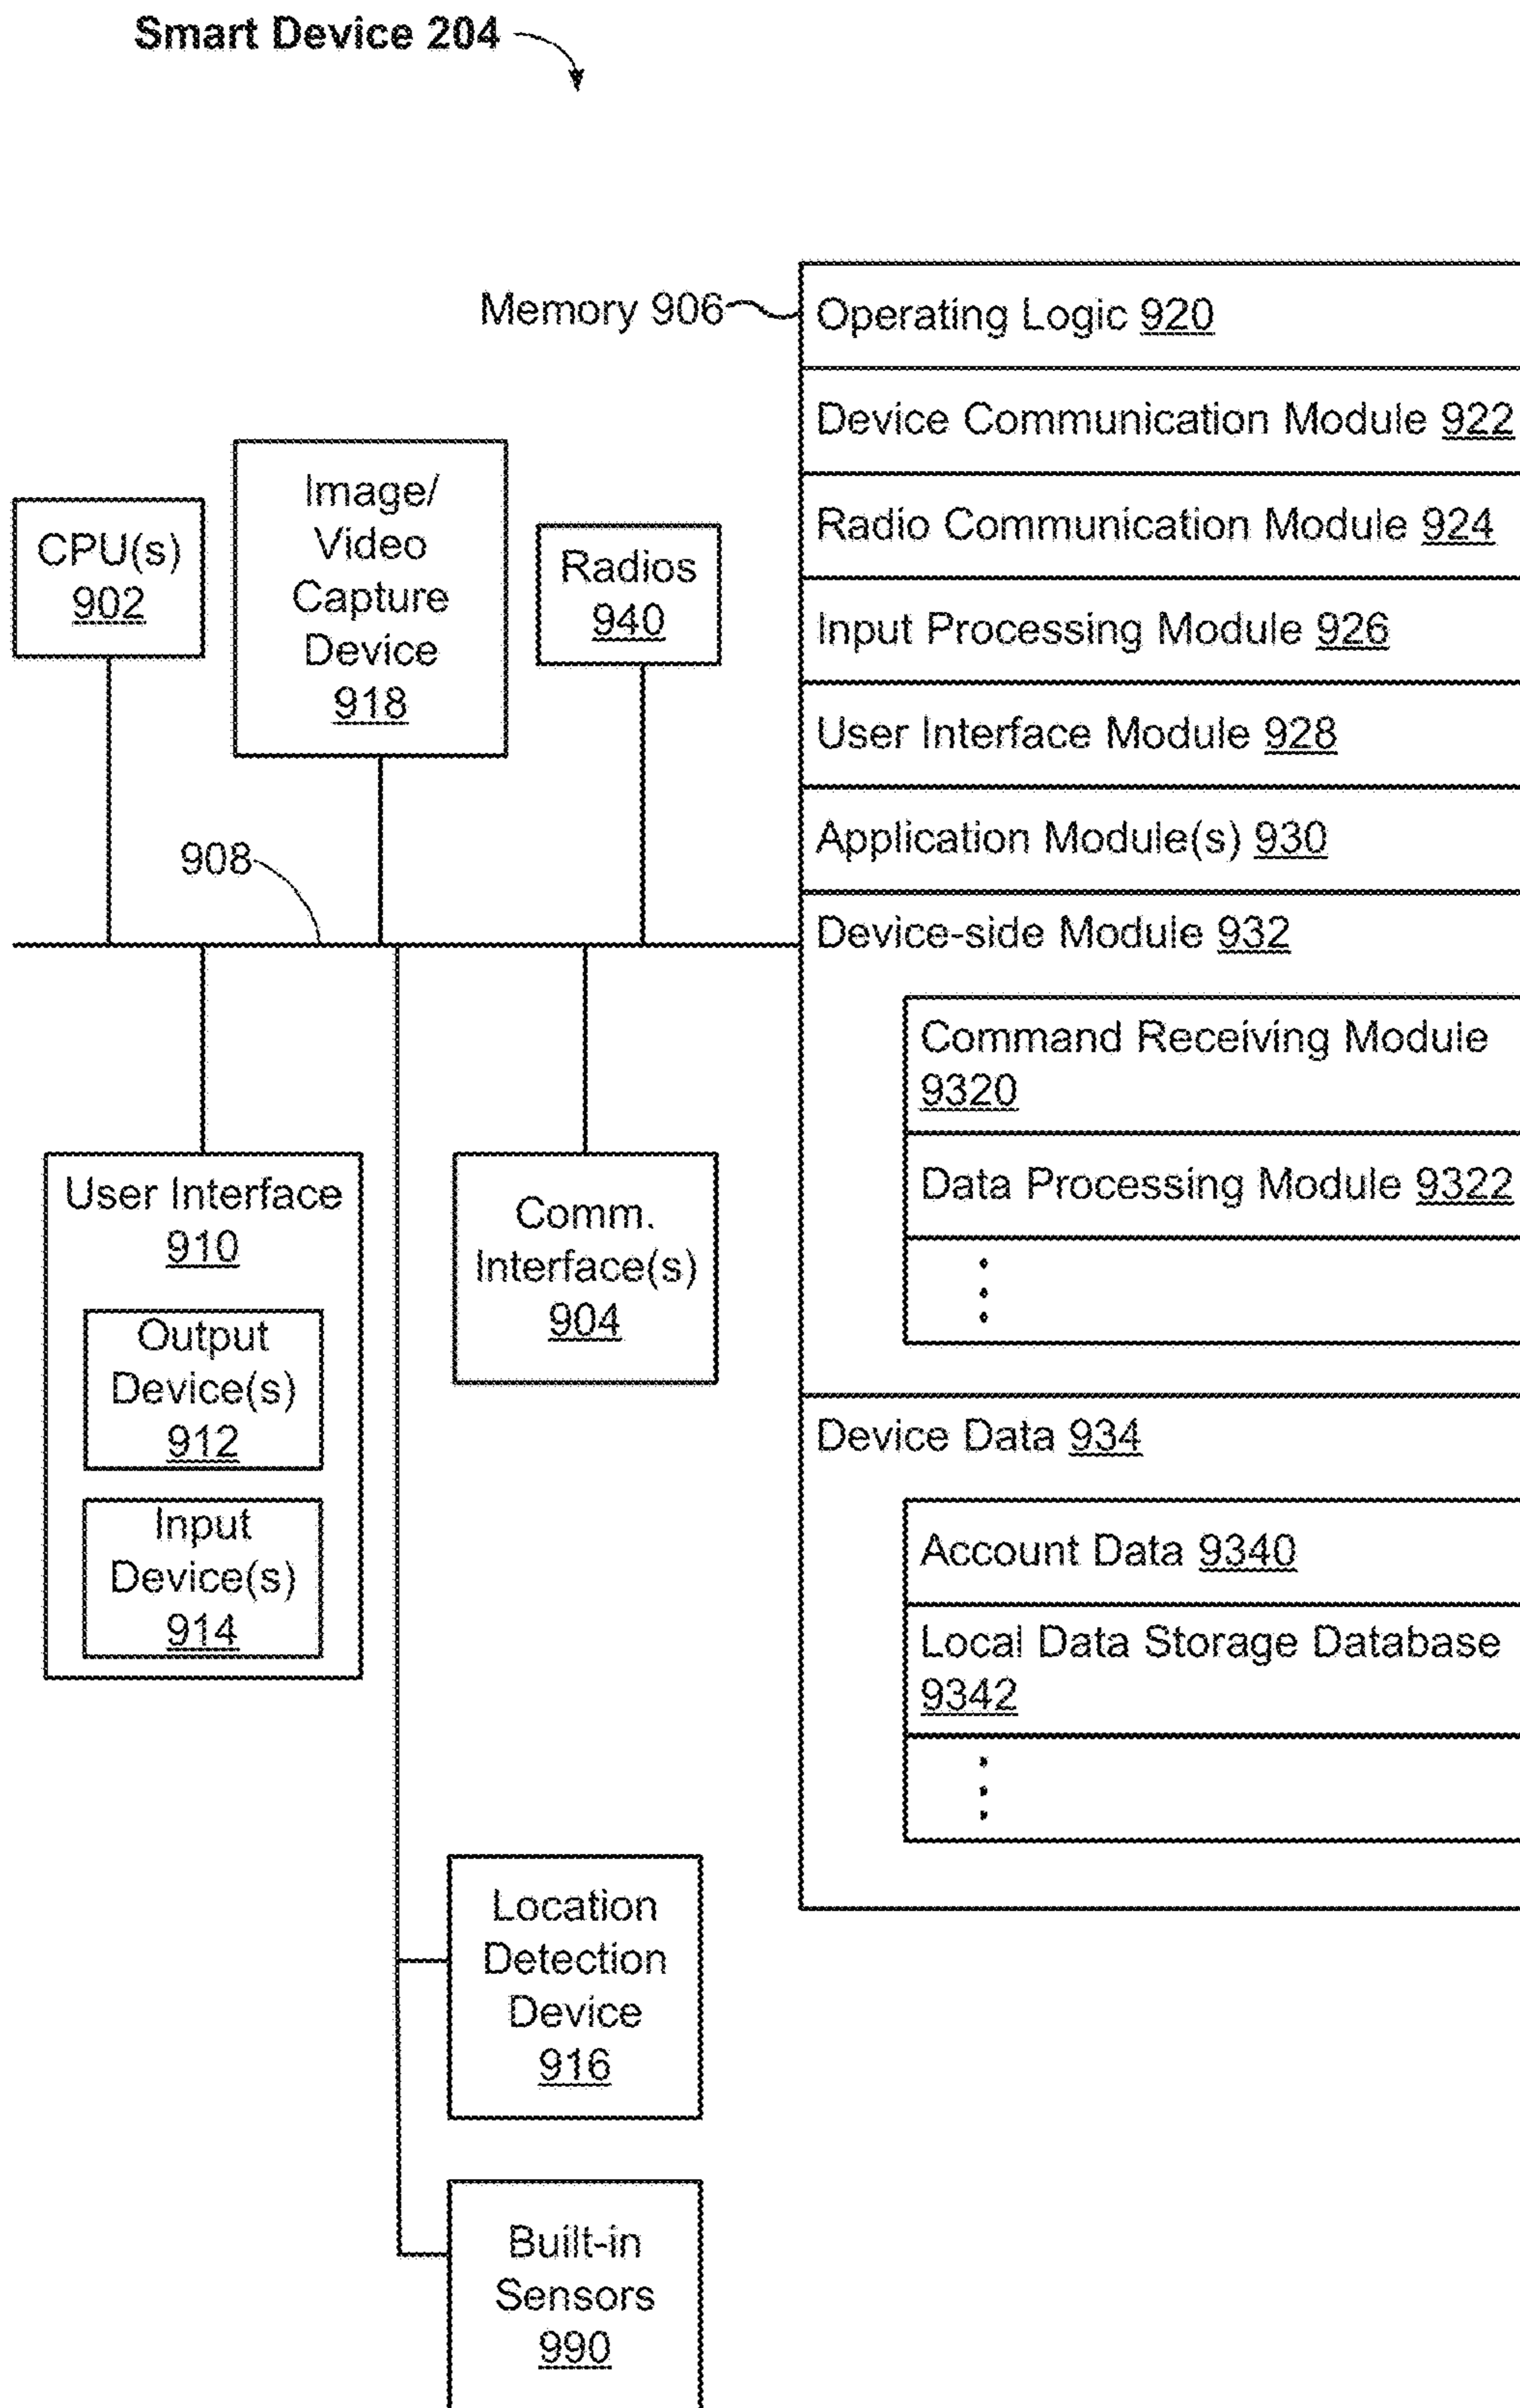 Smart Device 204
Memory 906
Operating Logic 920
Device Communication Module 922
Radio Communication Module 924
Input Processing Module 926
User Interface Module 928
Application Module(s) 930
Device-side Module 932
Command Receiving Module
9320
Data Processing Module 9322
Device Data 934
Account Data 9340
Local Data Storage Database
9342
CPU(s)
902
Image/
Video
Capture
Device
918
Radios
940
908
User Interface
910
Output
Device(s)
912
Input
Device(s)
914
Comm.
Interface(s)
904
Location
Detection
Device
916
Built-in
Sensors
990